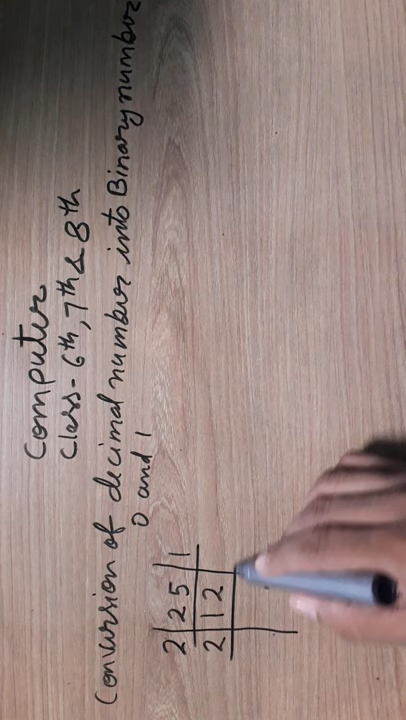 Computer
Class- 6th, 7th & 8th
Conversion of decimal number into Binary number
0 and 1
2 25 1
2 12